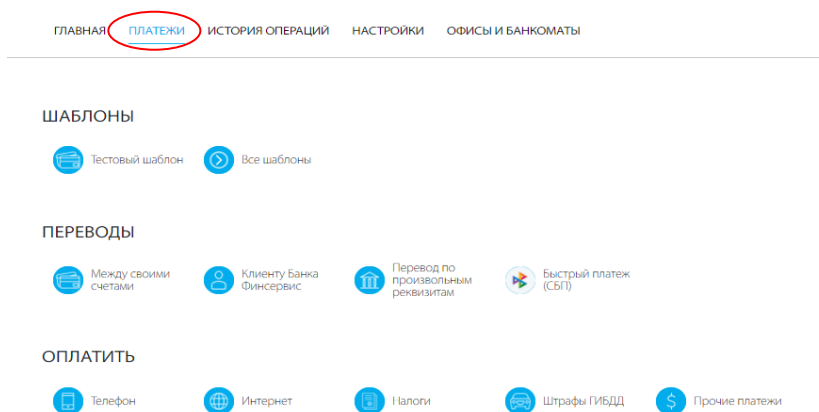 ГЛАВНАЯ ПЛАТЕЖИ ИСТОРИЯ ОПЕРАЦИЙ НАСТРОЙКИ ОФИСЫ И БАНКОМАТЫ
ШАБЛОНЫ
Тестовый шаблон
Все шаблоны
ПЕРЕВОДЫ
Между своими
счетами
Клиенту Банка
Финсервис
Перевод по
произвольным
реквизитам
Быстрый платеж
(СБП)
ОПЛАТИТЬ
Телефон
Интернет
Налоги
Штрафы ГИБДД
Прочие платежи